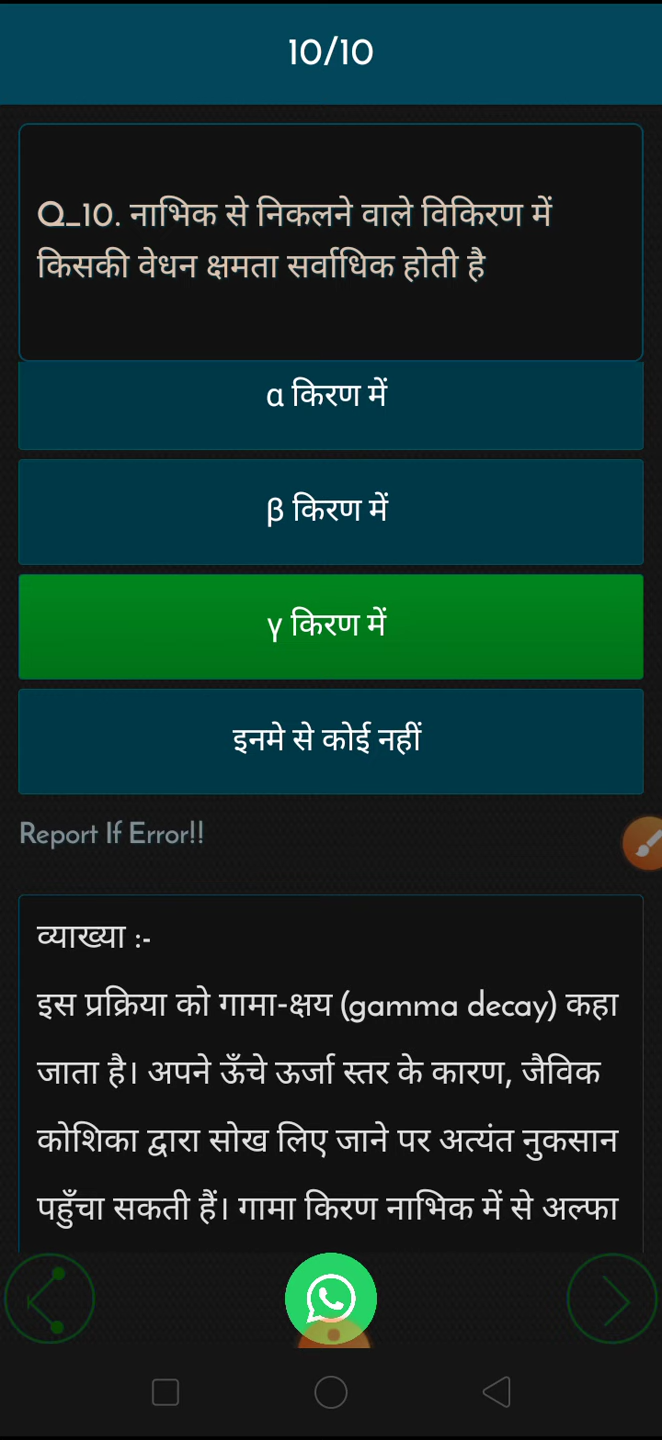 10/10
Q_10. नाभिक से निकलने वाले विकिरण में
किसकी वेधन क्षमता सर्वाधिक होती है
α किरण में
β किरण में
γ किरण में
इनमे से कोई नहीं
Report If Error!!
व्याख्या :-
इस प्रक्रिया को गामा-क्षय (gamma decay) कहा
जाता है। अपने ऊँचे ऊर्जा स्तर के कारण, जैविक
कोशिका द्वारा सोख लिए जाने पर अत्यंत नुकसान
पहुँचा सकती हैं। गामा किरण नाभिक में से अल्फा